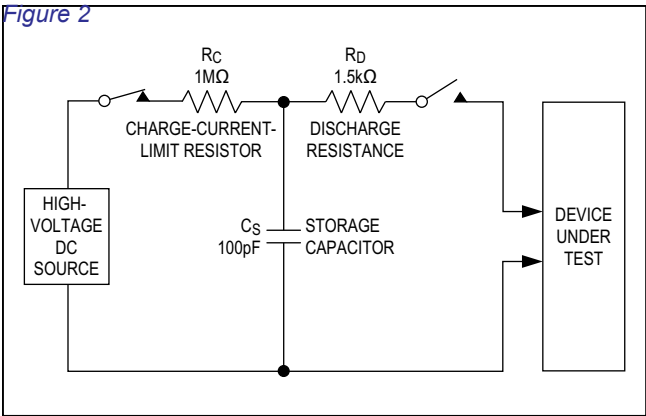 Figure 2
RC
1MΩ
CHARGE-CURRENT-
LIMIT RESISTOR
RD
1.5kΩ
DISCHARGE
RESISTANCE
HIGH-
VOLTAGE
DC
SOURCE
CS
100pF
STORAGE
CAPACITOR
DEVICE
UNDER
TEST